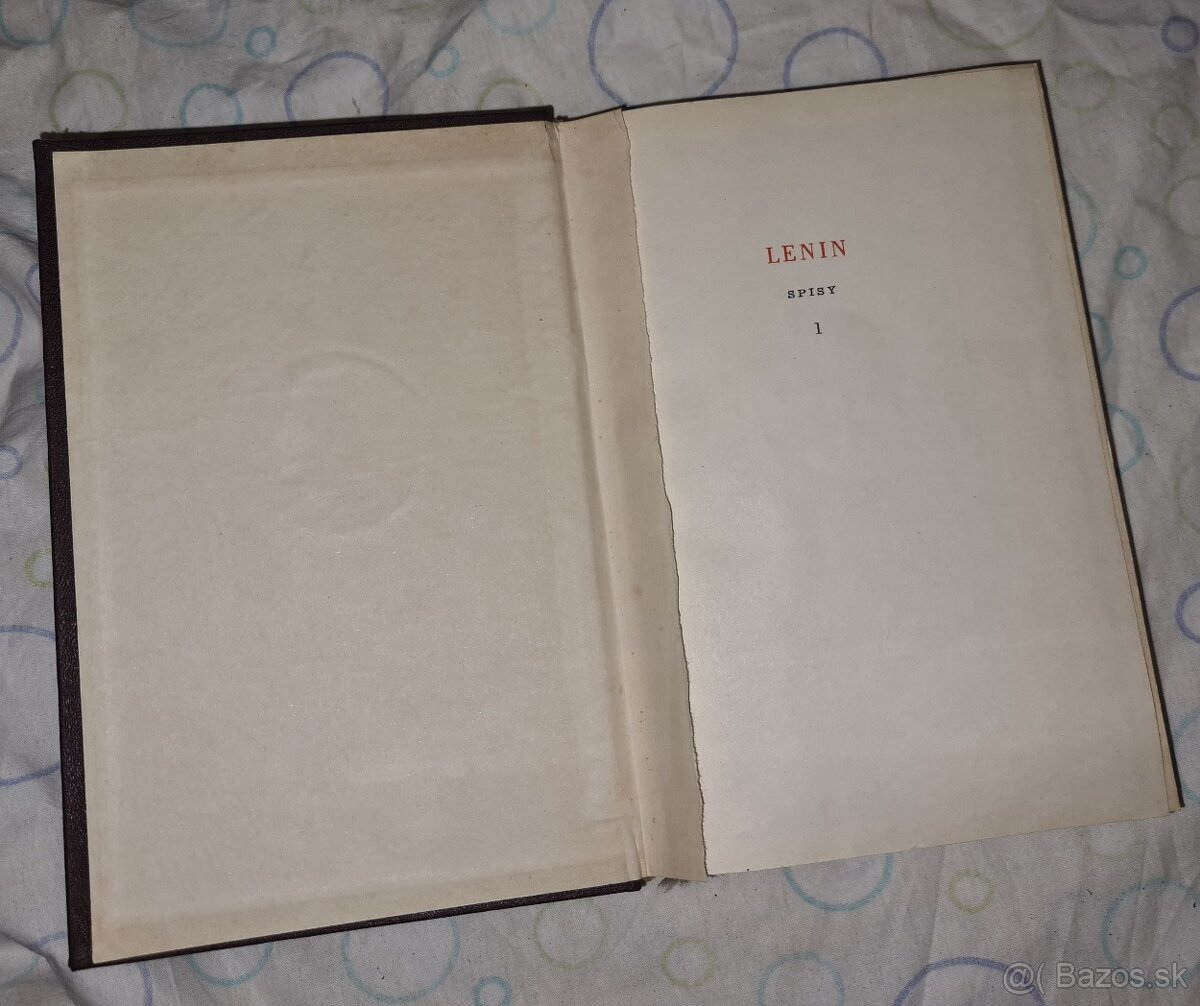 LENIN
SPISY
1
@( Bazos.sk